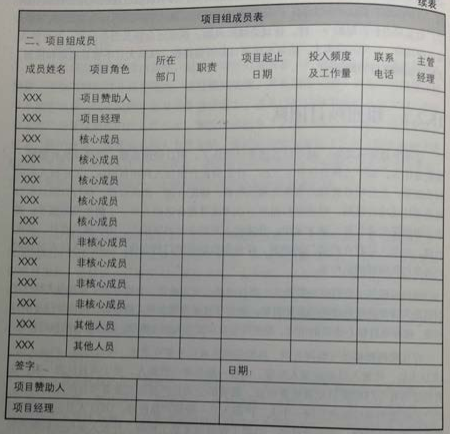 续表
项目组成员表
二、项目组成员
成员姓名 项目角色 所在部门 职责 项目起止日期 投入频度及工作量 联系电话 主管经理
XXX 项目赞助人
XXX 项目经理
XXX 核心成员
XXX 核心成员
XXX 核心成员
XXX 核心成员
XXX 核心成员
XXX 非核心成员
XXX 非核心成员
XXX 非核心成员
XXX 非核心成员
XXX 其他人员
XXX 其他人员
签字： 日期：
项目赞助人
项目经理